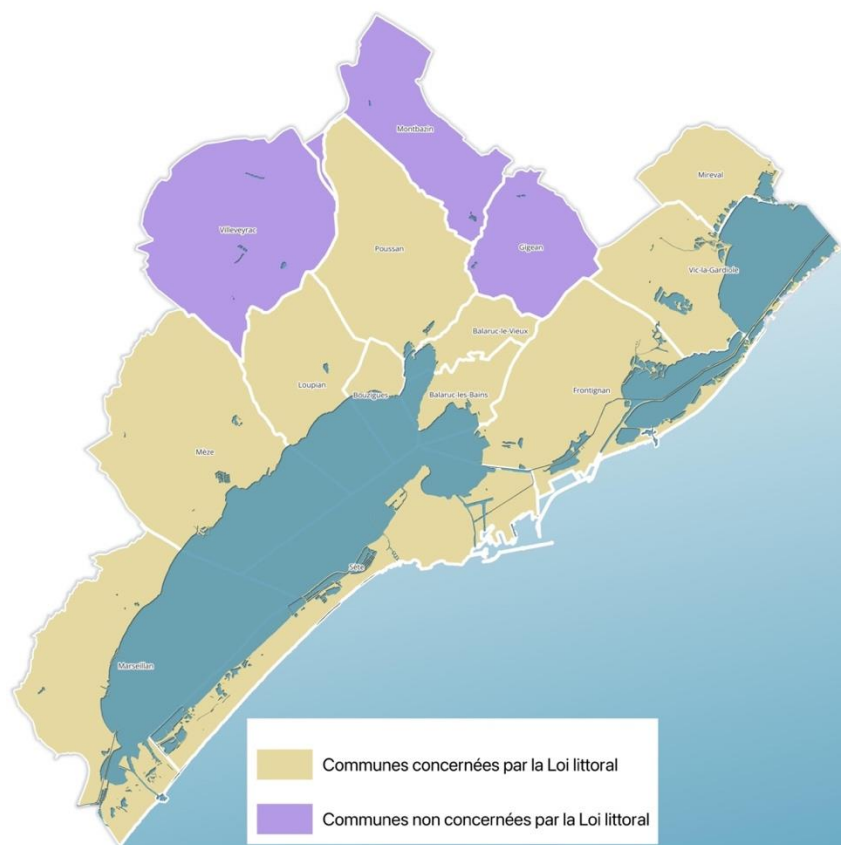 Montbazin
Mireval
Villeveyrac
Poussan
Gigean
Vic-la-Gardiole
Balaruc-le-Vieux
Loupian
Bouzigues
Balaruc-les-Bains
Frontignan
Mèze
Sète
Marseillan
Communes concernées par la Loi littoral
Communes non concernées par la Loi littoral